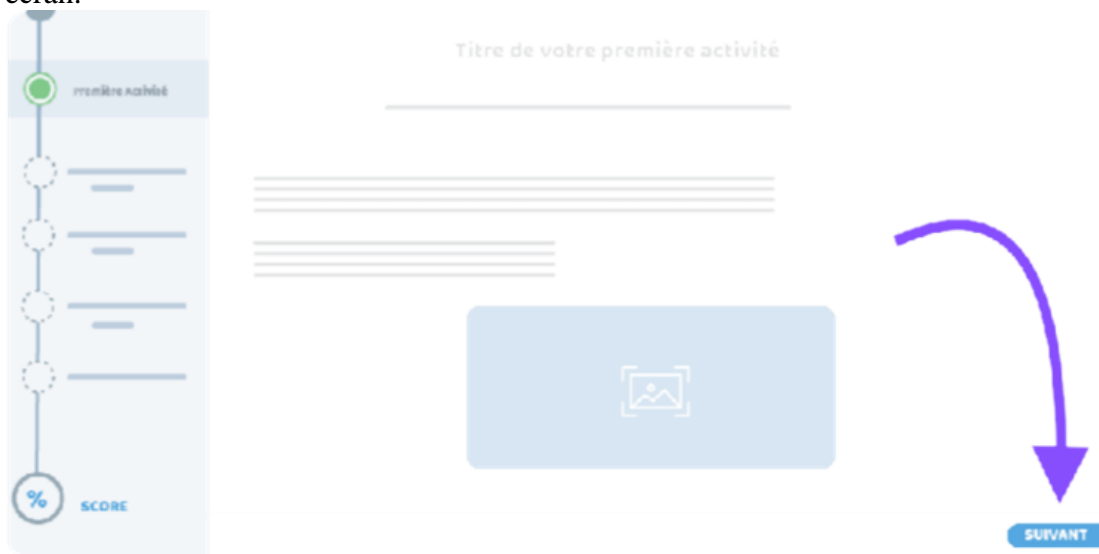 écran.
Titre de votre première activité
Première Activité
%
SCORE
SUIVANT